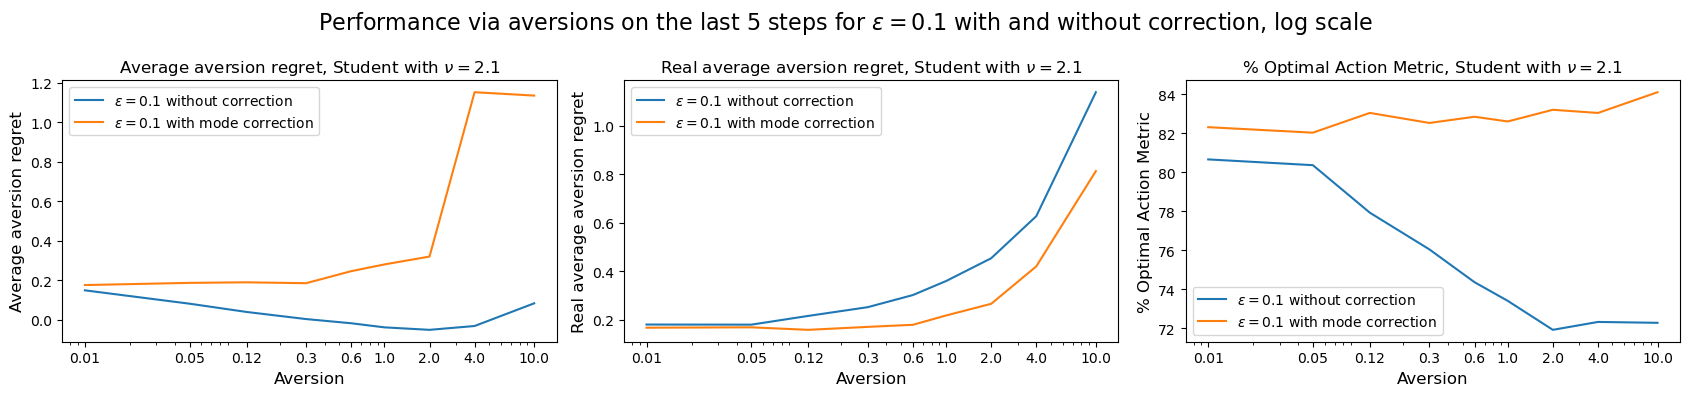 Performance via aversions on the last 5 steps for ε = 0.1 with and without correction, log scale
Average aversion regret, Student with ν = 2.1
Average aversion regret
1.2
1.0
0.8
0.6
0.4
0.2
0.0
ε = 0.1 without correction
ε = 0.1 with mode correction
0.01 0.05 0.12 0.3 0.6 1.0 2.0 4.0 10.0
Aversion
Real average aversion regret, Student with ν = 2.1
Real average aversion regret
1.0
0.8
0.6
0.4
0.2
ε = 0.1 without correction
ε = 0.1 with mode correction
0.01 0.05 0.12 0.3 0.6 1.0 2.0 4.0 10.0
Aversion
% Optimal Action Metric, Student with ν = 2.1
% Optimal Action Metric
84
82
80
78
76
74
72
ε = 0.1 without correction
ε = 0.1 with mode correction
0.01 0.05 0.12 0.3 0.6 1.0 2.0 4.0 10.0
Aversion